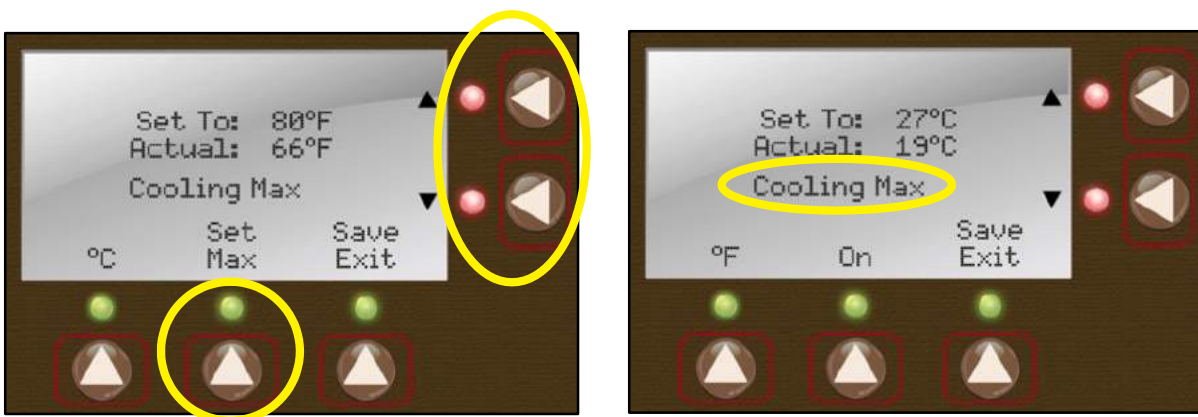 Set To: 80°F
Actual: 66°F
Cooling Max
°C
Set Max
Save Exit
Set To: 27°C
Actual: 19°C
Cooling Max
°F
On
Save Exit